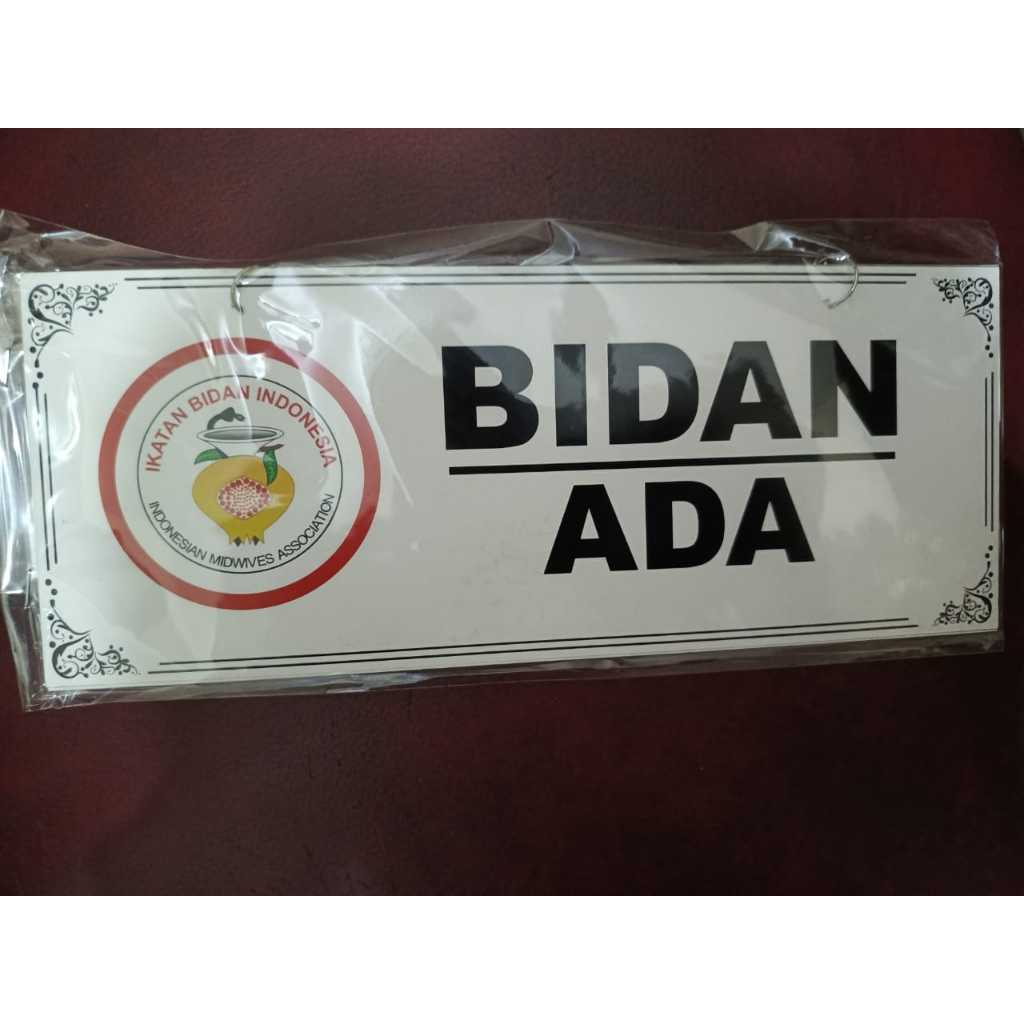 IKATAN BIDAN INDONESIA
INDONESIAN MIDWIVES ASSOCIATION
BIDAN
ADA